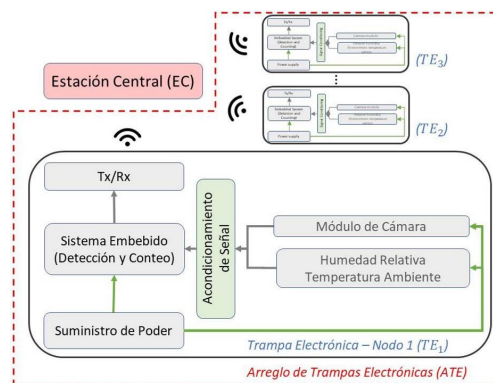 Estación Central (EC)
Tx/Rx
Embedded System
(Detection and
Counting)
Power supply
(TE₃)
Tx/Rx
Embedded System
(Detection and
Counting)
Power supply
(TE₂)
Tx/Rx
Sistema Embebido
(Detección y Conteo)
Suministro de Poder
Acondicionamiento
de Señal
Módulo de Cámara
Humedad Relativa
Temperatura Ambiente
Trampa Electrónica – Nodo 1 (TE₁)
Arreglo de Trampas Electrónicas (ATE)